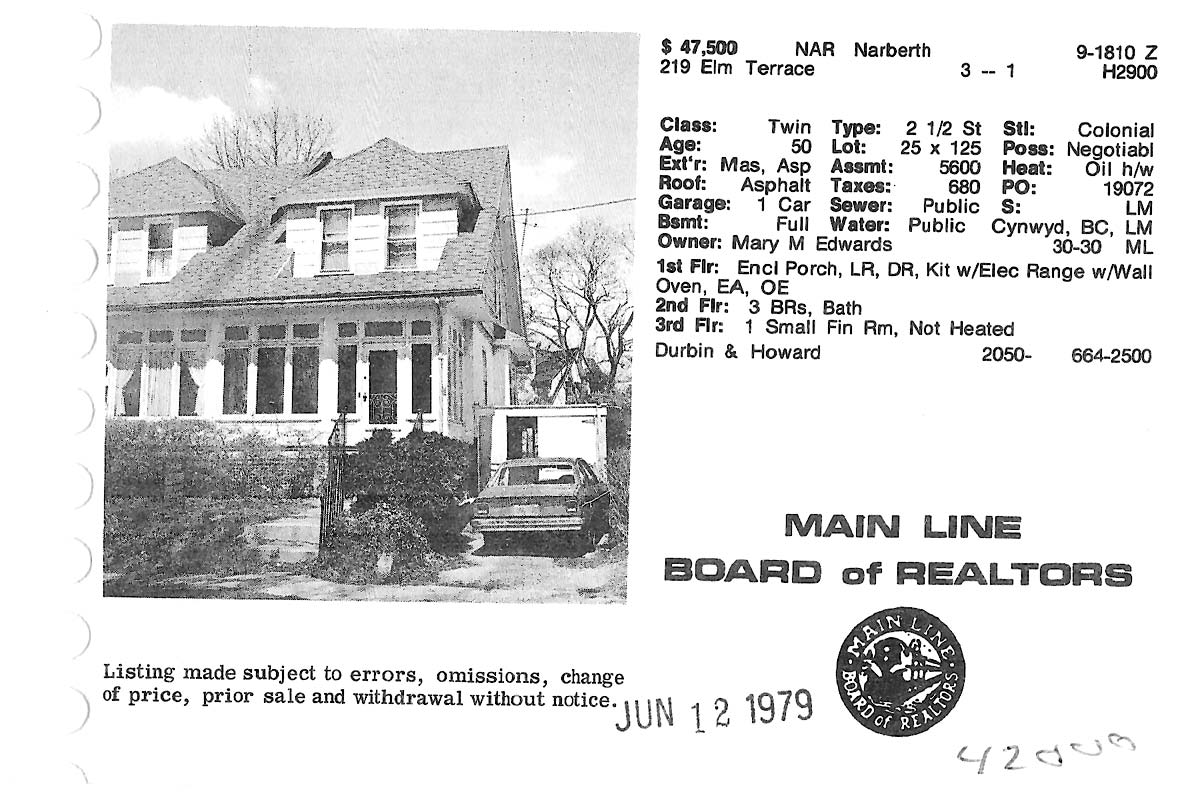 $ 47,500 NAR Narberth 9-1810 Z
219 Elm Terrace 3 -- 1 H2900
Class: Twin Type: 2 1/2 St Stl: Colonial
Age: 50 Lot: 25 x 125 Poss: Negotiabl
Ext'r: Mas, Asp Assmt: 5600 Heat: Oil h/w
Roof: Asphalt Taxes: 680 PO: 19072
Garage: 1 Car Sewer: Public S: LM
Bsmt: Full Water: Public Cynwyd, BC, LM
Owner: Mary M Edwards 30-30 ML
1st Flr: Encl Porch, LR, DR, Kit w/Elec Range w/Wall
Oven, EA, OE
2nd Flr: 3 BRs, Bath
3rd Flr: 1 Small Fin Rm, Not Heated
Durbin & Howard 2050- 664-2500
MAIN LINE
BOARD of REALTORS
MAIN LINE
BOARD of REALTORS
Listing made subject to errors, omissions, change
of price, prior sale and withdrawal without notice.
JUN 12 1979
42000